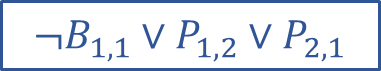 ¬B₁,₁ ∨ P₁,₂ ∨ P₂,₁